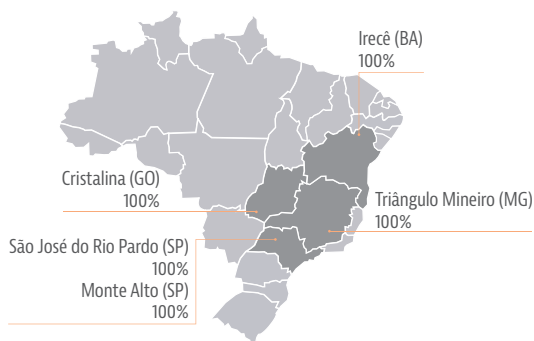 Irecê (BA)
100%
Cristalina (GO)
100%
Triângulo Mineiro (MG)
100%
São José do Rio Pardo (SP)
100%
Monte Alto (SP)
100%